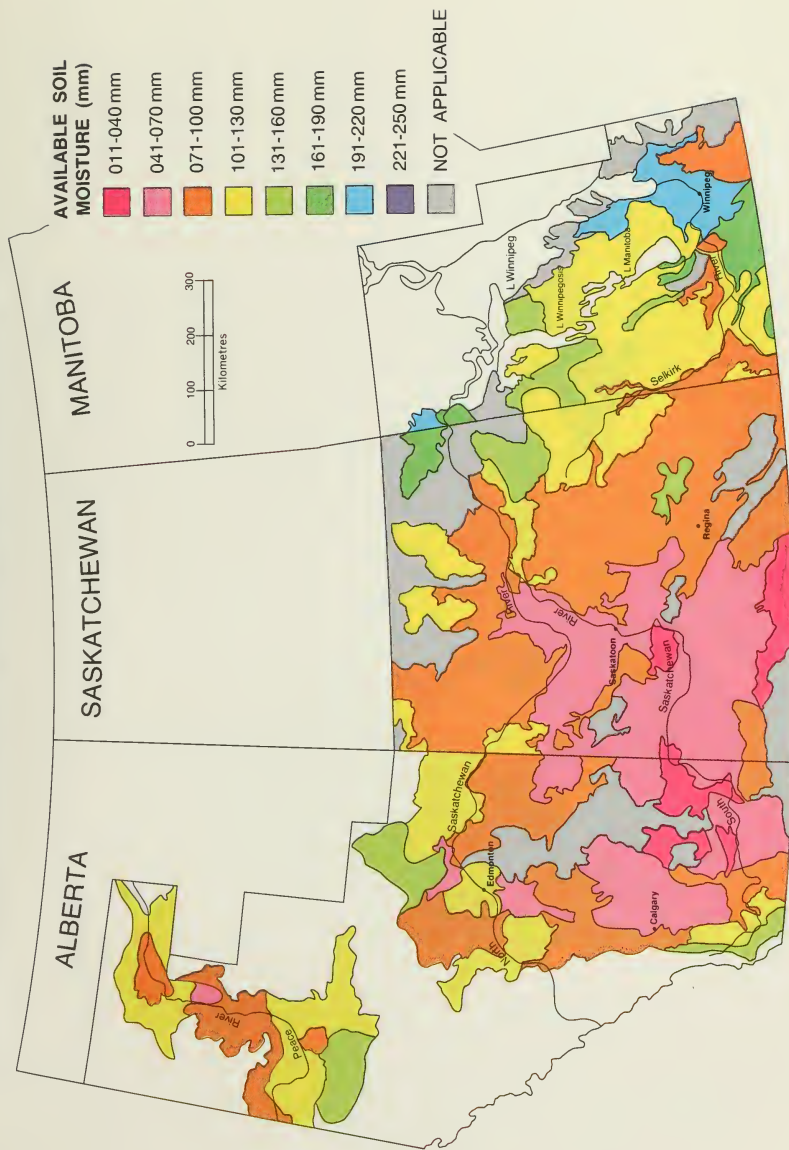 ALBERTA
SASKATCHEWAN
MANITOBA
AVAILABLE SOIL
MOISTURE (mm)
011-040 mm
041-070 mm
071-100 mm
101-130 mm
131-160 mm
161-190 mm
191-220 mm
221-250 mm
NOT APPLICABLE
0 100 200 300
Kilometres
Peace
River
North
Saskatchewan
River
Edmonton
Calgary
South
Saskatchewan
River
Saskatoon
Regina
Selkirk
River
L Winnipeg
L Winnipegosis
L Manitoba
Winnipeg